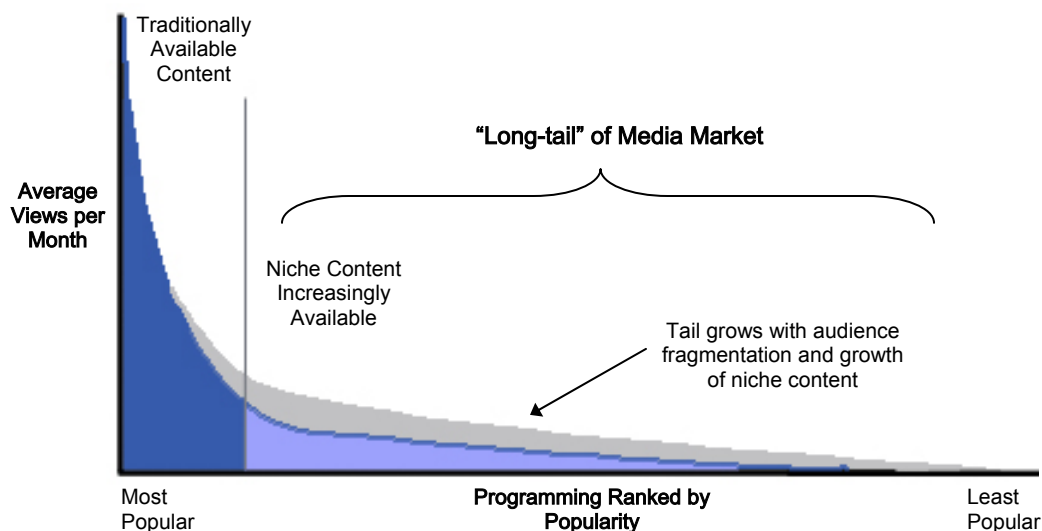 Traditionally
Available
Content
“Long-tail” of Media Market
Average
Views per
Month
Niche Content
Increasingly
Available
Tail grows with audience
fragmentation and growth
of niche content
Most
Popular
Programming Ranked by
Popularity
Least
Popular